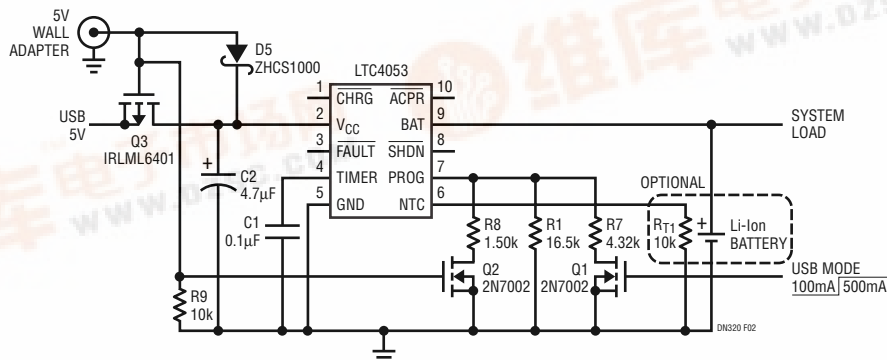 5V
WALL
ADAPTER
D5
ZHCS1000
LTC4053
1
CHRG
ACPR
10
2
VCC
BAT
9
SYSTEM
LOAD
USB
5V
Q3
IRLML6401
3
FAULT
SHDN
8
4
TIMER
PROG
7
5
GND
NTC
6
+
C2
4.7μF
C1
0.1μF
OPTIONAL
R8
1.50k
R1
16.5k
R7
4.32k
RT1
10k
+
Li-Ion
BATTERY
Q2
2N7002
Q1
2N7002
USB MODE
100mA 500mA
R9
10k
DN320 F02